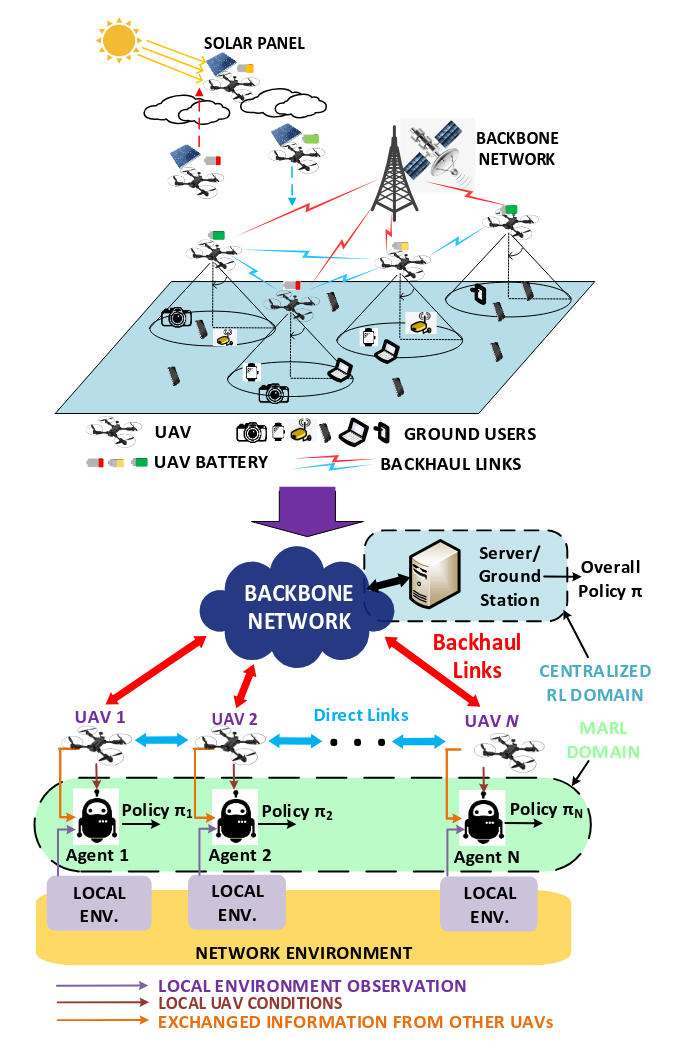 SOLAR PANEL
BACKBONE
NETWORK
UAV
GROUND USERS
UAV BATTERY
BACKHAUL LINKS
Server/
Ground
Station
Overall
Policy π
BACKBONE
NETWORK
Backhaul
Links
CENTRALIZED
RL DOMAIN
UAV 1
UAV 2
Direct Links
UAV N
MARL
DOMAIN
Policy π1
Policy π2
Policy πN
Agent 1
Agent 2
Agent N
LOCAL
ENV.
LOCAL
ENV.
LOCAL
ENV.
NETWORK ENVIRONMENT
LOCAL ENVIRONMENT OBSERVATION
LOCAL UAV CONDITIONS
EXCHANGED INFORMATION FROM OTHER UAVs